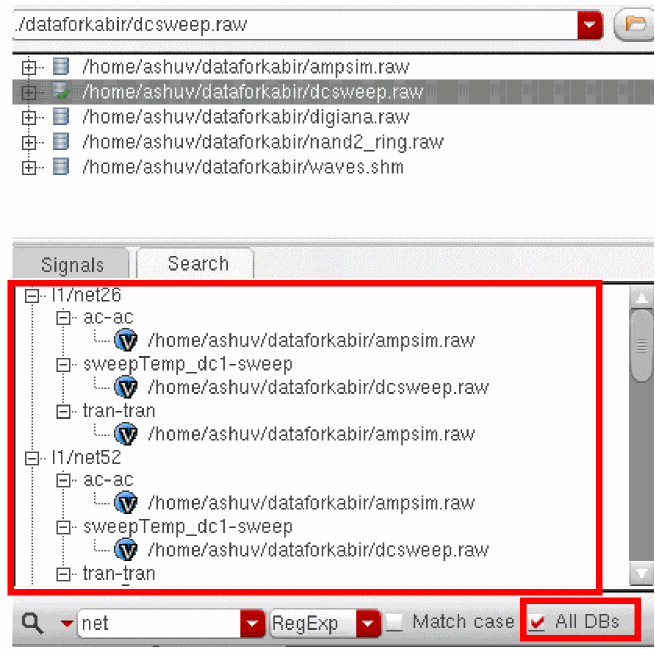 ./dataforkabir/dcsweep.raw
/home/ashuv/dataforkabir/ampsim.raw
/home/ashuv/dataforkabir/dcsweep.raw
/home/ashuv/dataforkabir/digiana.raw
/home/ashuv/dataforkabir/nand2_ring.raw
/home/ashuv/dataforkabir/waves.shm
Signals Search
I1/net26
ac-ac
/home/ashuv/dataforkabir/ampsim.raw
sweepTemp_dc1-sweep
/home/ashuv/dataforkabir/dcsweep.raw
tran-tran
/home/ashuv/dataforkabir/ampsim.raw
I1/net52
ac-ac
/home/ashuv/dataforkabir/ampsim.raw
sweepTemp_dc1-sweep
/home/ashuv/dataforkabir/dcsweep.raw
tran-tran
net RegExp Match case All DBs